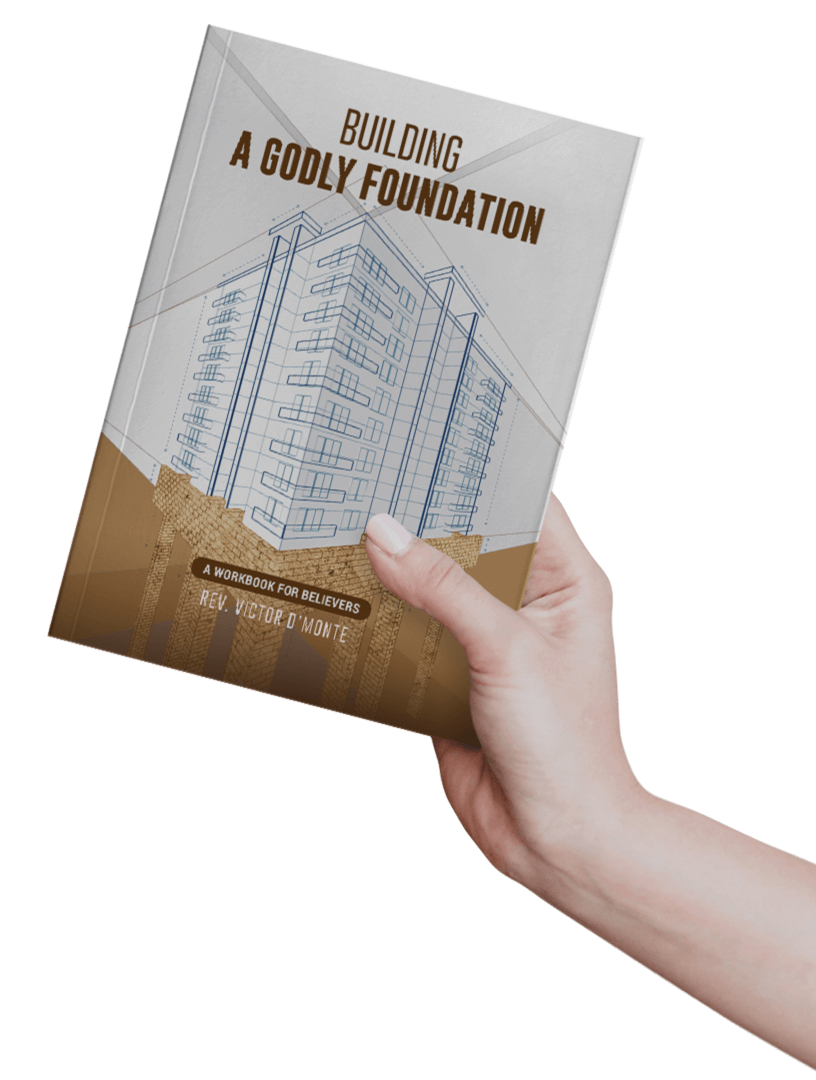 BUILDING
A GODLY FOUNDATION
A WORKBOOK FOR BELIEVERS
REV. VICTOR D'MONTE